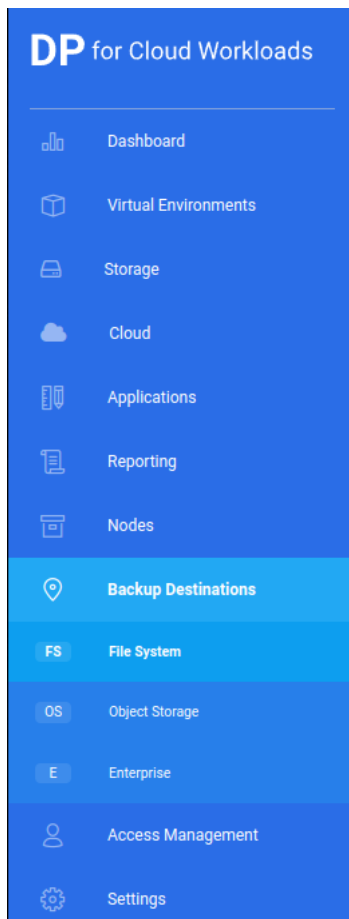 DP for Cloud Workloads
Dashboard
Virtual Environments
Storage
Cloud
Applications
Reporting
Nodes
Backup Destinations
FS File System
OS Object Storage
E Enterprise
Access Management
Settings